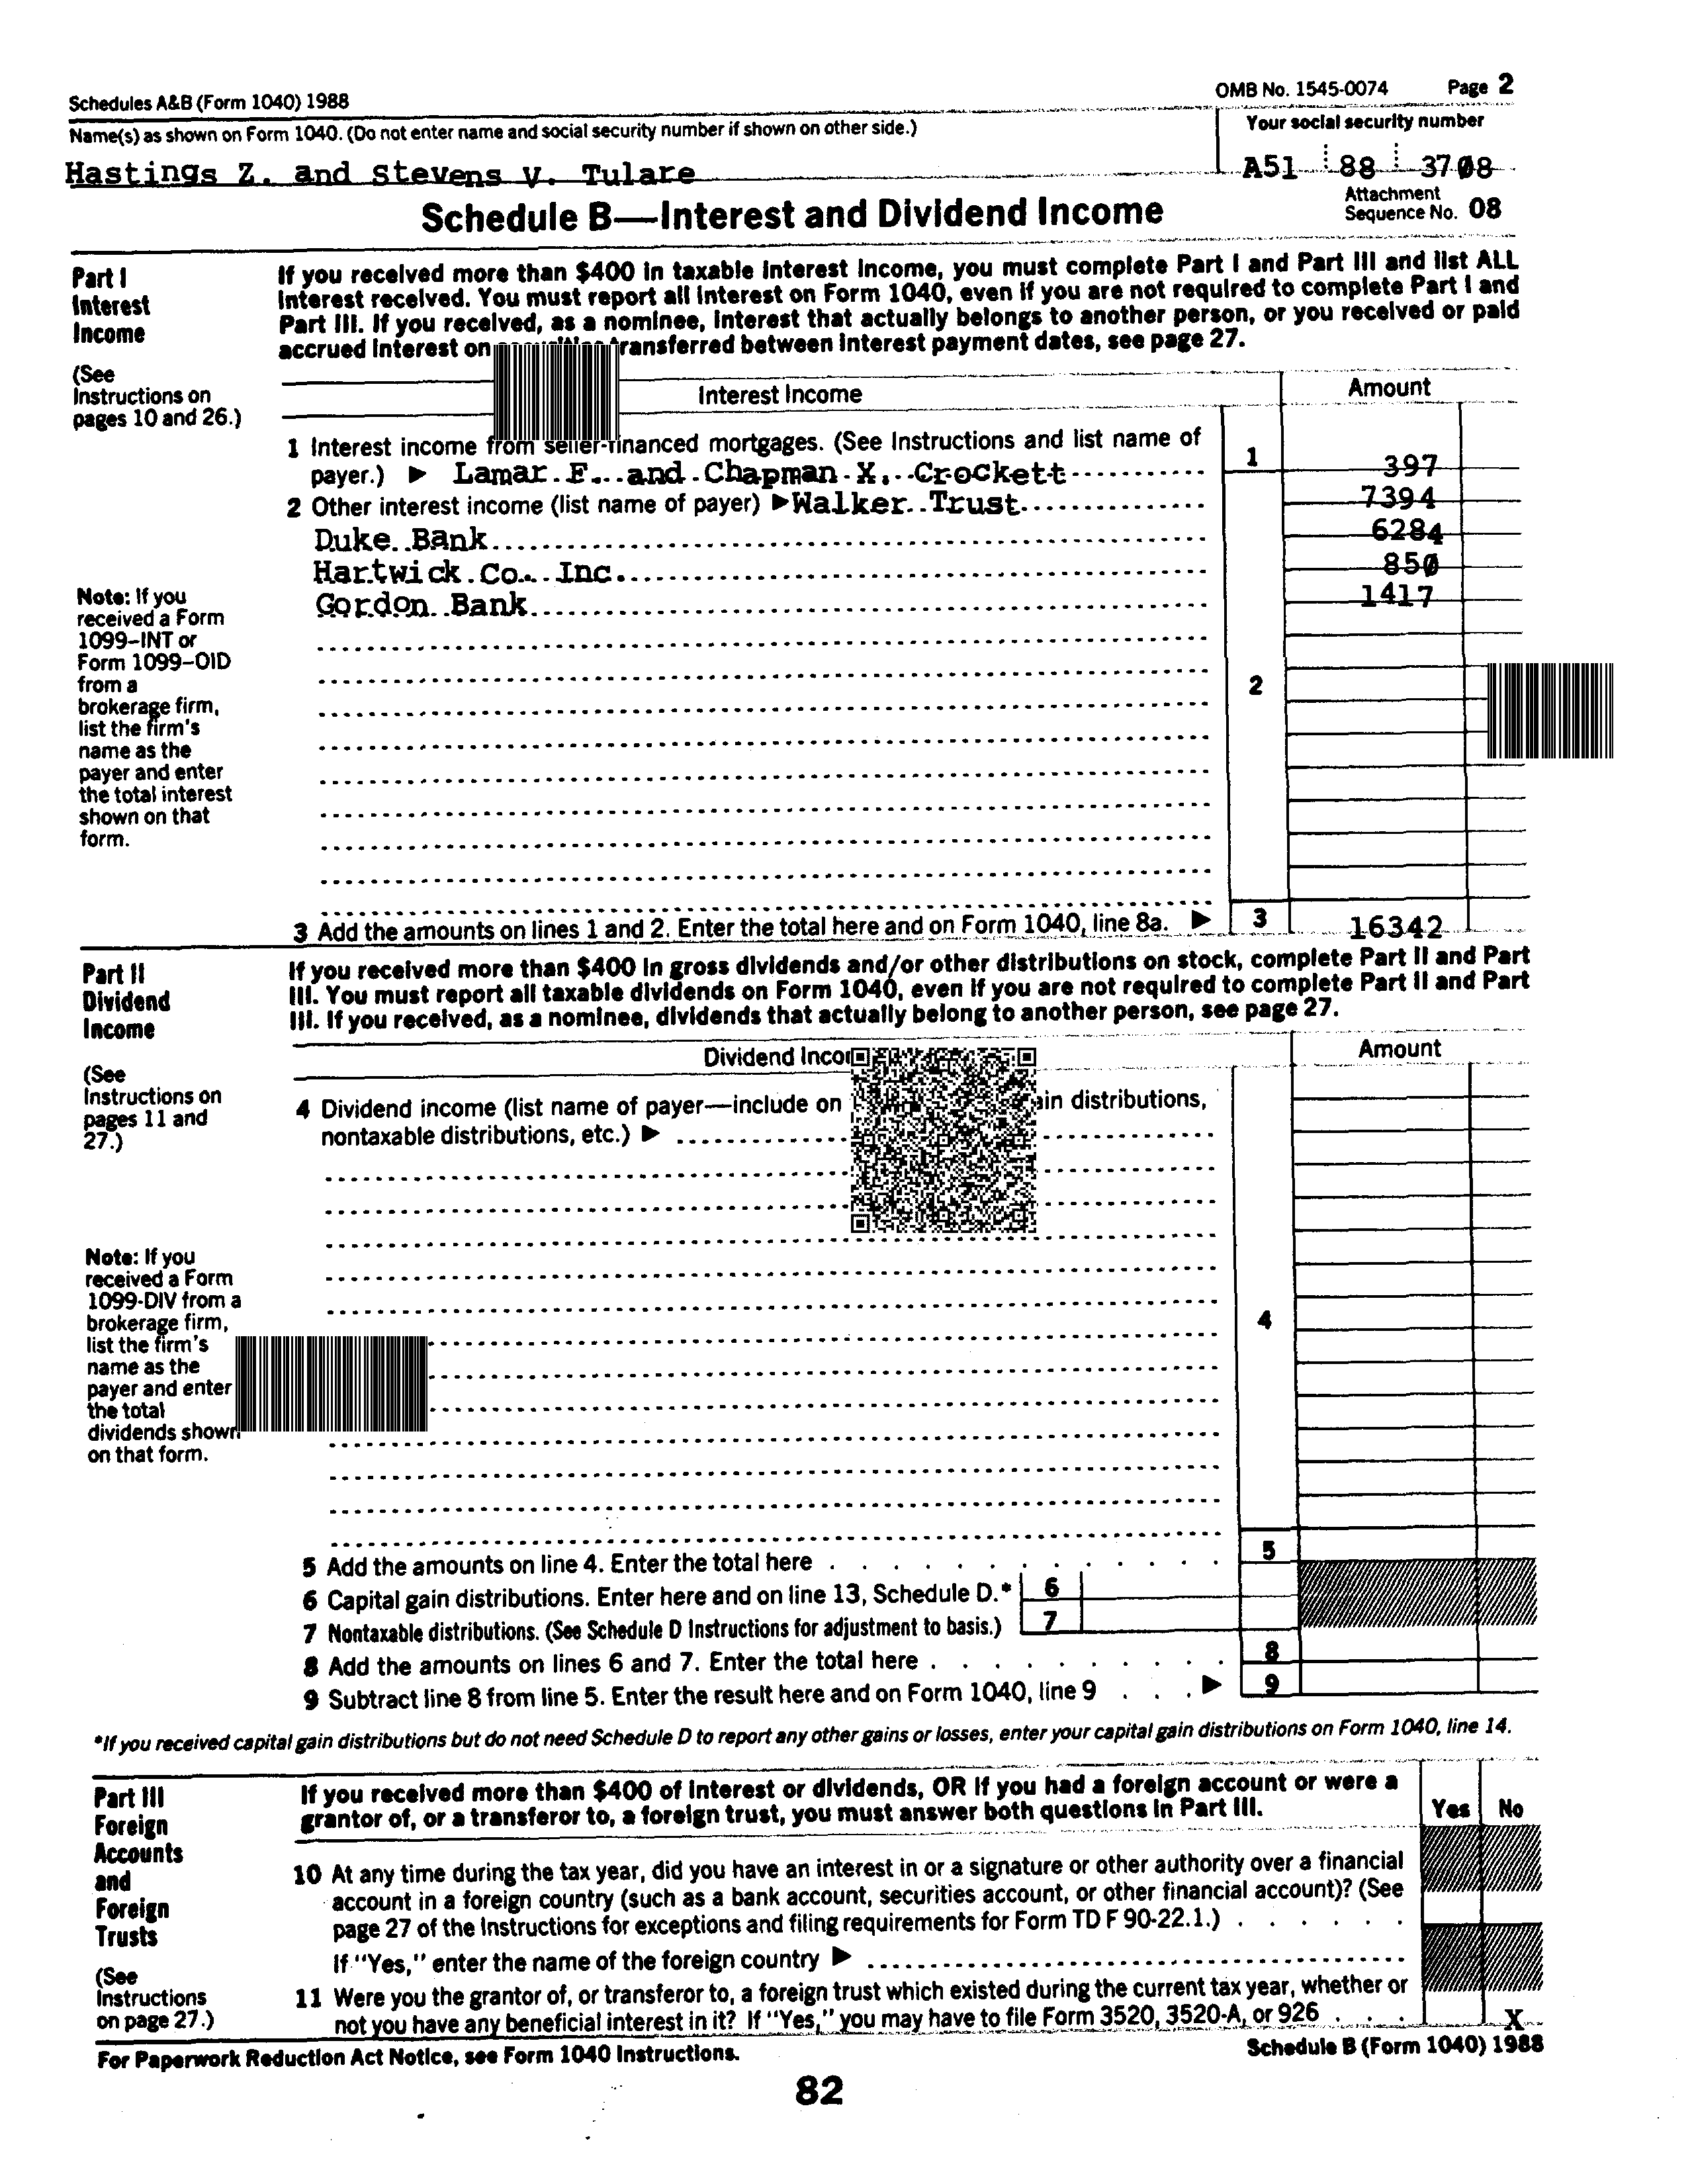 Schedules A&B (Form 1040) 1988 OMB No. 1545-0074 Page 2
Name(s) as shown on Form 1040. (Do not enter name and social security number if shown on other side.) Your social security number
Hastings Z. and Stevens V. Tulare A51 88 3708
Schedule B—Interest and Dividend Income Attachment Sequence No. 08
Part I
Interest
Income
(See
Instructions on
pages 10 and 26.)
If you received more than $400 in taxable interest income, you must complete Part I and Part III and list ALL
interest received. You must report all interest on Form 1040, even if you are not required to complete Part I and
Part III. If you received, as a nominee, interest that actually belongs to another person, or you received or paid
accrued interest on transferred between interest payment dates, see page 27.
Interest Income Amount
1 Interest income from seller-financed mortgages. (See Instructions and list name of
payer.) ▶ Lamar F. and Chapman X. Crockett 1 397
2 Other interest income (list name of payer) ▶ Walker Trust 7394
Duke Bank 6284
Hartwick Co. Inc. 850
Gordon Bank 1417
Note: If you
received a Form
1099–INT or
Form 1099–OID
from a
brokerage firm,
list the firm's
name as the
payer and enter
the total interest
shown on that
form.
2
3 Add the amounts on lines 1 and 2. Enter the total here and on Form 1040, line 8a. ▶ 3 16342
Part II
Dividend
Income
(See
Instructions on
pages 11 and
27.)
If you received more than $400 in gross dividends and/or other distributions on stock, complete Part II and Part
III. You must report all taxable dividends on Form 1040, even if you are not required to complete Part II and Part
III. If you received, as a nominee, dividends that actually belong to another person, see page 27.
Dividend Amount
4 Dividend income (list name of payer—include on distributions,
nontaxable distributions, etc.) ▶
Note: If you
received a Form
1099-DIV from a
brokerage firm,
list the firm's
name as the
payer and enter
the total
dividends shown
on that form.
4
5 Add the amounts on line 4. Enter the total here 5
6 Capital gain distributions. Enter here and on line 13, Schedule D.* 6
7 Nontaxable distributions. (See Schedule D Instructions for adjustment to basis.) 7
8 Add the amounts on lines 6 and 7. Enter the total here 8
9 Subtract line 8 from line 5. Enter the result here and on Form 1040, line 9 ▶ 9
*If you received capital gain distributions but do not need Schedule D to report any other gains or losses, enter your capital gain distributions on Form 1040, line 14.
Part III
Foreign
Accounts
and
Foreign
Trusts
(See
Instructions
on page 27.)
If you received more than $400 of interest or dividends, OR if you had a foreign account or were a
grantor of, or a transferor to, a foreign trust, you must answer both questions in Part III. Yes No
10 At any time during the tax year, did you have an interest in or a signature or other authority over a financial
account in a foreign country (such as a bank account, securities account, or other financial account)? (See
page 27 of the Instructions for exceptions and filing requirements for Form TD F 90-22.1.)
If "Yes," enter the name of the foreign country ▶
11 Were you the grantor of, or transferor to, a foreign trust which existed during the current tax year, whether or
not you have any beneficial interest in it? If "Yes," you may have to file Form 3520, 3520-A, or 926 X
For Paperwork Reduction Act Notice, see Form 1040 Instructions. Schedule B (Form 1040) 1988
82